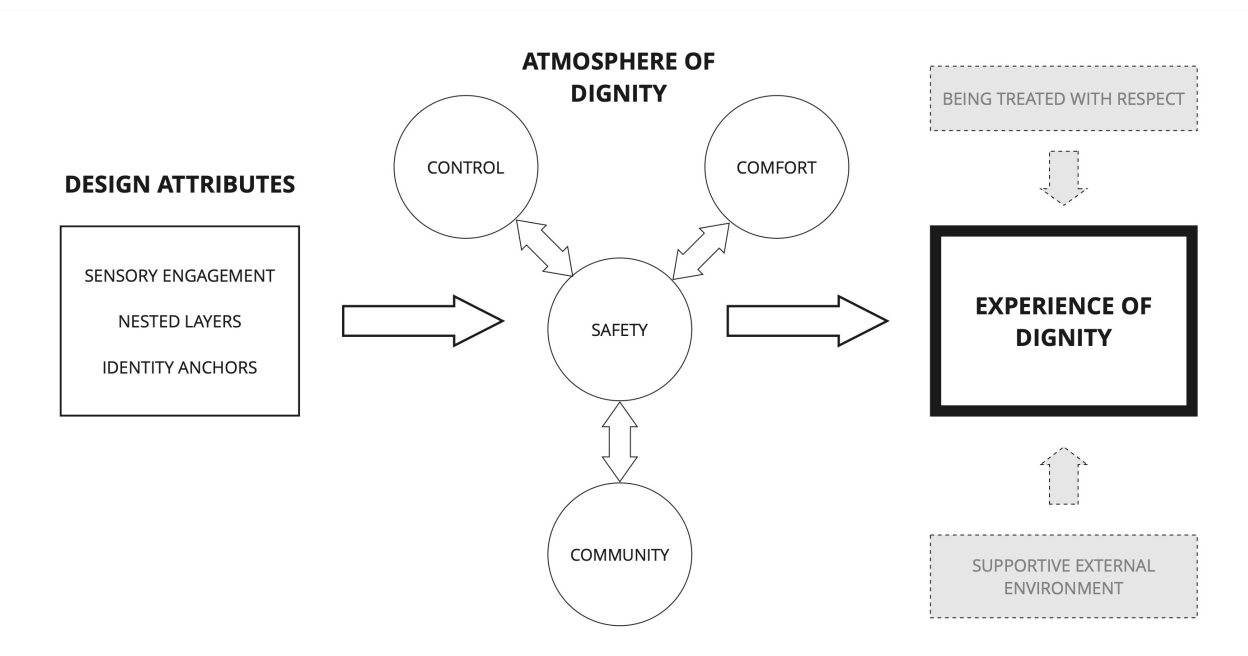 DESIGN ATTRIBUTES
SENSORY ENGAGEMENT
NESTED LAYERS
IDENTITY ANCHORS
ATMOSPHERE OF
DIGNITY
CONTROL
COMFORT
SAFETY
COMMUNITY
BEING TREATED WITH RESPECT
EXPERIENCE OF
DIGNITY
SUPPORTIVE EXTERNAL
ENVIRONMENT